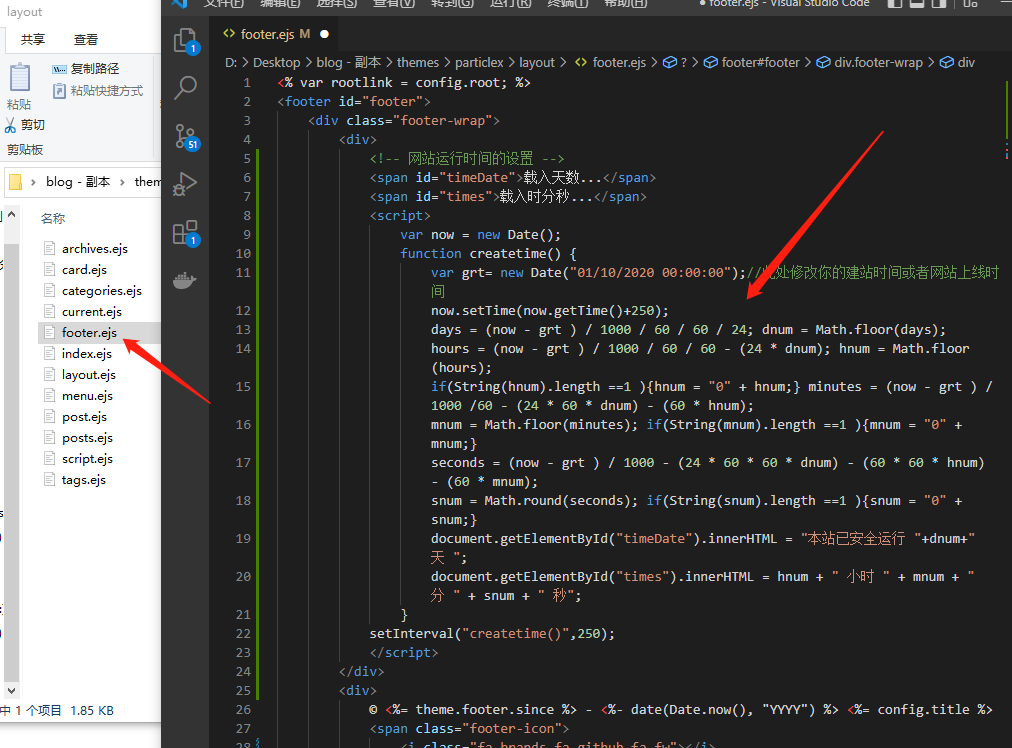 layout
共享
查看
粘贴
复制路径
粘贴快捷方式
剪切
剪贴板
blog - 副本
them
名称
archives.ejs
card.ejs
categories.ejs
current.ejs
footer.ejs
index.ejs
layout.ejs
menu.ejs
post.ejs
posts.ejs
script.ejs
tags.ejs
中 1 个项目 1.85 KB
文件(F) 编辑(E) 选择(S) 查看(V) 转到(G) 运行(R) 终端(T) 帮助(H)
● footer.ejs - Visual Studio Code
1
51
1
<> footer.ejs M ●
D: > Desktop > blog - 副本 > themes > particlex > layout > <> footer.ejs > ? > footer#footer > div.footer-wrap > div
1 <% var rootlink = config.root; %>
2 <footer id="footer">
3 <div class="footer-wrap">
4 <div>
5 <!-- 网站运行时间的设置 -->
6 <span id="timeDate">载入天数...</span>
7 <span id="times">载入时分秒...</span>
8 <script>
9 var now = new Date();
10 function createtime() {
11 var grt= new Date("01/10/2020 00:00:00");//此处修改你的建站时间或者网站上线时
间
12 now.setTime(now.getTime()+250);
13 days = (now - grt ) / 1000 / 60 / 60 / 24; dnum = Math.floor(days);
14 hours = (now - grt ) / 1000 / 60 / 60 - (24 * dnum); hnum = Math.floor
(hours);
15 if(String(hnum).length ==1 ){hnum = "0" + hnum;} minutes = (now - grt ) /
1000 /60 - (24 * 60 * dnum) - (60 * hnum);
16 mnum = Math.floor(minutes); if(String(mnum).length ==1 ){mnum = "0" +
mnum;}
17 seconds = (now - grt ) / 1000 - (24 * 60 * 60 * dnum) - (60 * 60 * hnum)
- (60 * mnum);
18 snum = Math.round(seconds); if(String(snum).length ==1 ){snum = "0" +
snum;}
19 document.getElementById("timeDate").innerHTML = "本站已安全运行 "+dnum+"
天 ";
20 document.getElementById("times").innerHTML = hnum + " 小时 " + mnum + "
分 " + snum + " 秒";
21 }
22 setInterval("createtime()",250);
23 </script>
24 </div>
25 <div>
26 © <%= theme.footer.since %> - <%- date(Date.now(), "YYYY") %> <%= config.title %>
27 <span class="footer-icon">
28 <i class="fa-brands fa-github fa-fw"></i>